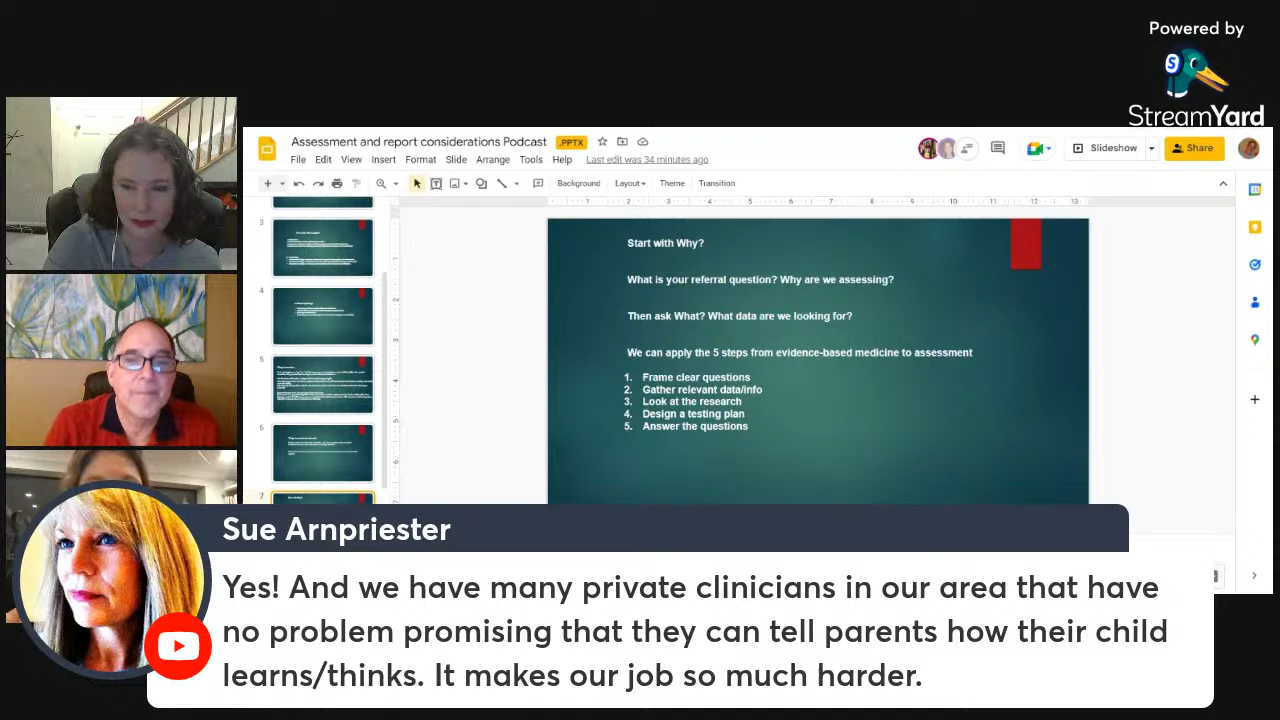 Powered by
StreamYard
Assessment and report considerations Podcast .PPTX
File Edit View Insert Format Slide Arrange Tools Help Last edit was 34 minutes ago
Slideshow Share
Background Layout Theme Transition
3
4
5
6
7
Start with Why?
What is your referral question? Why are we assessing?
Then ask What? What data are we looking for?
We can apply the 5 steps from evidence-based medicine to assessment
1. Frame clear questions
2. Gather relevant data/info
3. Look at the research
4. Design a testing plan
5. Answer the questions
Sue Arnpriester
Yes! And we have many private clinicians in our area that have
no problem promising that they can tell parents how their child
learns/thinks. It makes our job so much harder.